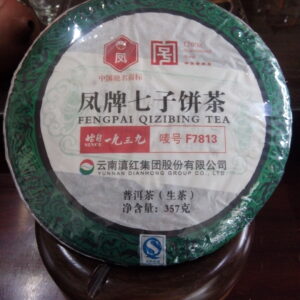 凤
中国驰名商标
凤牌七子饼茶
FENGPAI QIZIBING TEA
始创一九三九
SINCE
唛号 F7813
云南滇红集团股份有限公司
YUNNAN DIANHONG GROUP CO., LTD
普洱茶（生茶）
净含量：357克